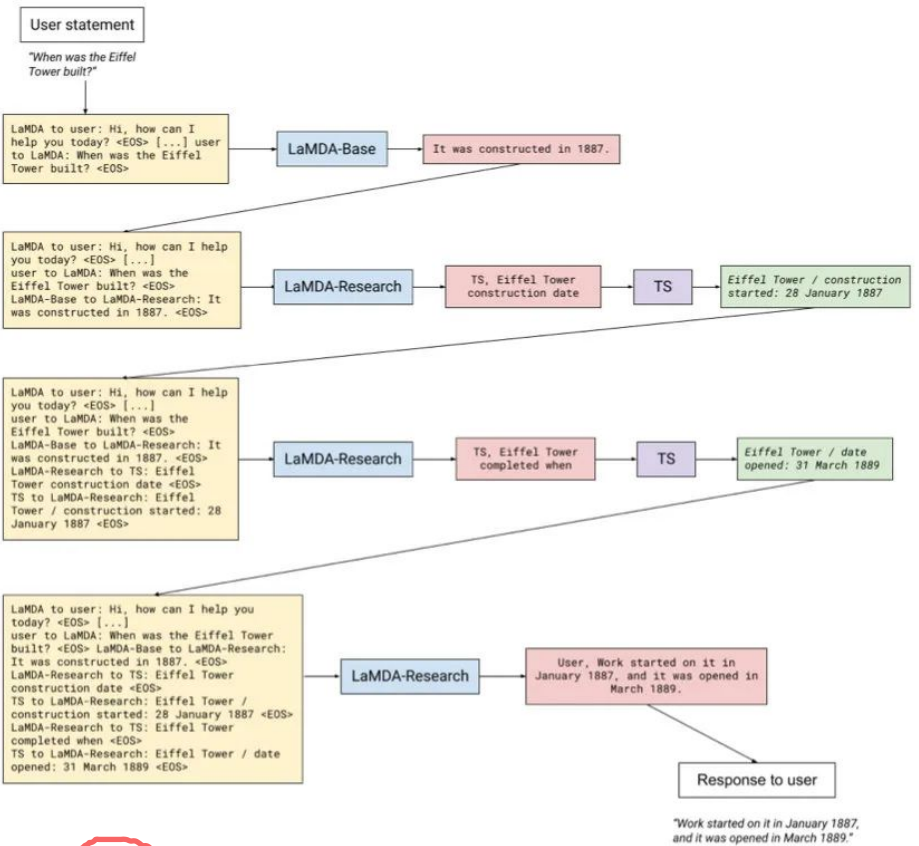 User statement
"When was the Eiffel
Tower built?"
LaMDA to user: Hi, how can I
help you today? <EOS> [...] user
to LaMDA: When was the Eiffel
Tower built? <EOS>
LaMDA-Base
It was constructed in 1887.
LaMDA to user: Hi, how can I help
you today? <EOS> [...]
user to LaMDA: When was the
Eiffel Tower built? <EOS>
LaMDA-Base to LaMDA-Research: It
was constructed in 1887. <EOS>
LaMDA-Research
TS, Eiffel Tower
construction date
TS
Eiffel Tower / construction
started: 28 January 1887
LaMDA to user: Hi, how can I help
you today? <EOS> [...]
user to LaMDA: When was the
Eiffel Tower built? <EOS>
LaMDA-Base to LaMDA-Research: It
was constructed in 1887. <EOS>
LaMDA-Research to TS: Eiffel
Tower construction date <EOS>
TS to LaMDA-Research: Eiffel
Tower / construction started: 28
January 1887 <EOS>
LaMDA-Research
TS, Eiffel Tower
completed when
TS
Eiffel Tower / date
opened: 31 March 1889
LaMDA to user: Hi, how can I help you
today? <EOS> [...]
user to LaMDA: When was the Eiffel Tower
built? <EOS> LaMDA-Base to LaMDA-Research:
It was constructed in 1887. <EOS>
LaMDA-Research to TS: Eiffel Tower
construction date <EOS>
TS to LaMDA-Research: Eiffel Tower /
construction started: 28 January 1887 <EOS>
LaMDA-Research to TS: Eiffel Tower
completed when <EOS>
TS to LaMDA-Research: Eiffel Tower / date
opened: 31 March 1889 <EOS>
LaMDA-Research
User, Work started on it in
January 1887, and it was opened in
March 1889.
Response to user
"Work started on it in January 1887,
and it was opened in March 1889."